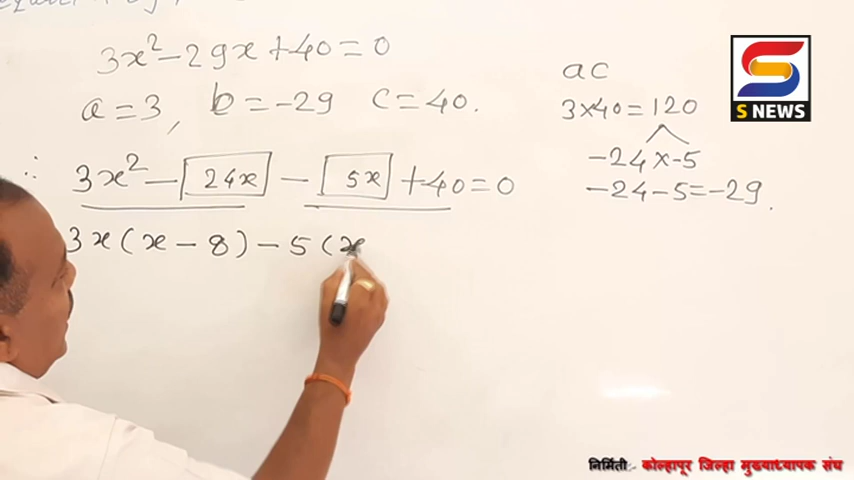 3x² - 29x + 40 = 0
a = 3, b = -29 c = 40.
∴ 3x² - 24x - 5x + 40 = 0
3x(x - 8) - 5(x
ac
3×40 = 120
-24 × -5
-24 - 5 = -29.
S NEWS
निर्मिती - कोल्हापूर जिल्हा मुख्याध्यापक संघ